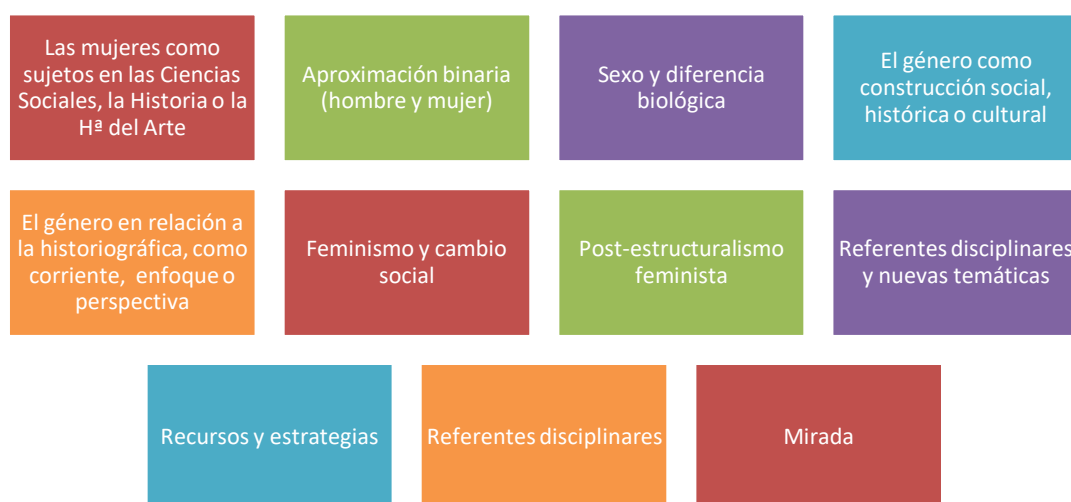 Las mujeres como
sujetos en las Ciencias
Sociales, la Historia o la
Hª del Arte
Aproximación binaria
(hombre y mujer)
Sexo y diferencia
biológica
El género como
construcción social,
histórica o cultural
El género en relación a
la historiográfica, como
corriente, enfoque o
perspectiva
Feminismo y cambio
social
Post-estructuralismo
feminista
Referentes disciplinares
y nuevas temáticas
Recursos y estrategias
Referentes disciplinares
Mirada